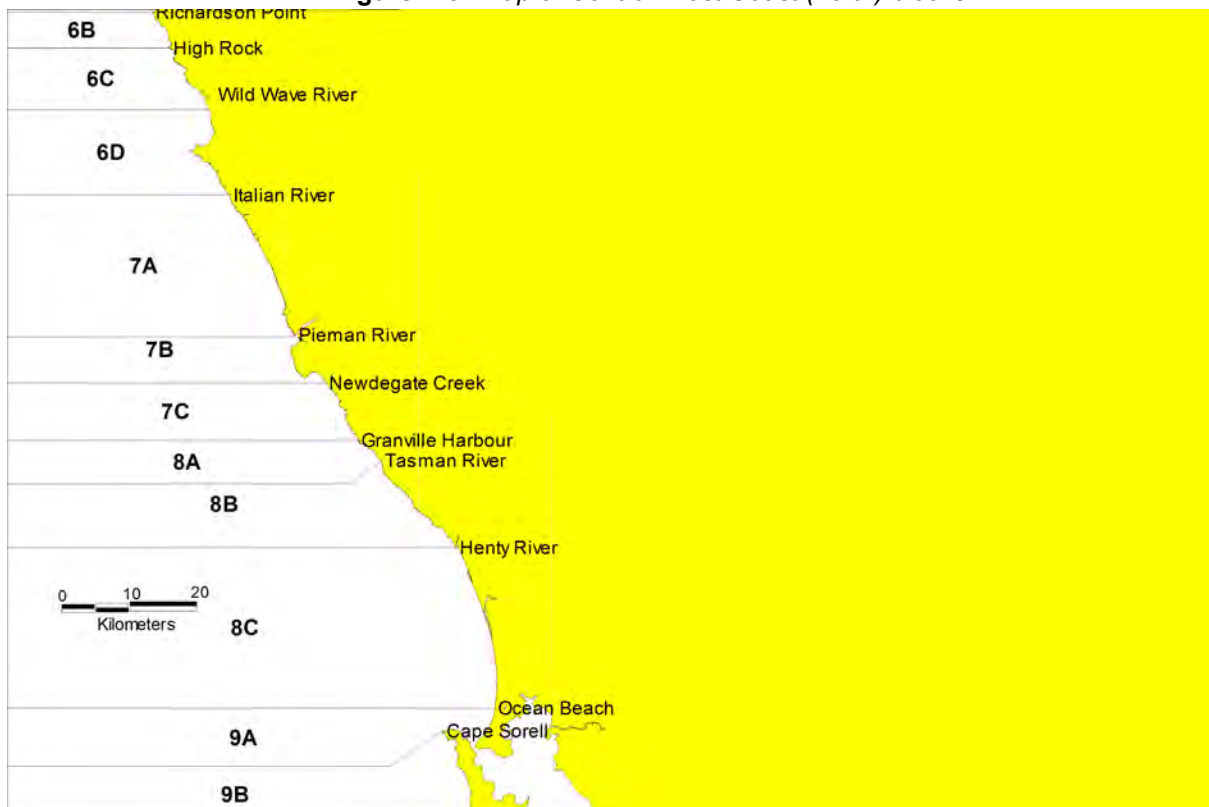 Richardson Point
6B
High Rock
6C
Wild Wave River
6D
Italian River
7A
Pieman River
7B
Newdegate Creek
7C
Granville Harbour
8A
Tasman River
8B
Henty River
0 10 20
Kilometers
8C
Ocean Beach
9A
Cape Sorell
9B